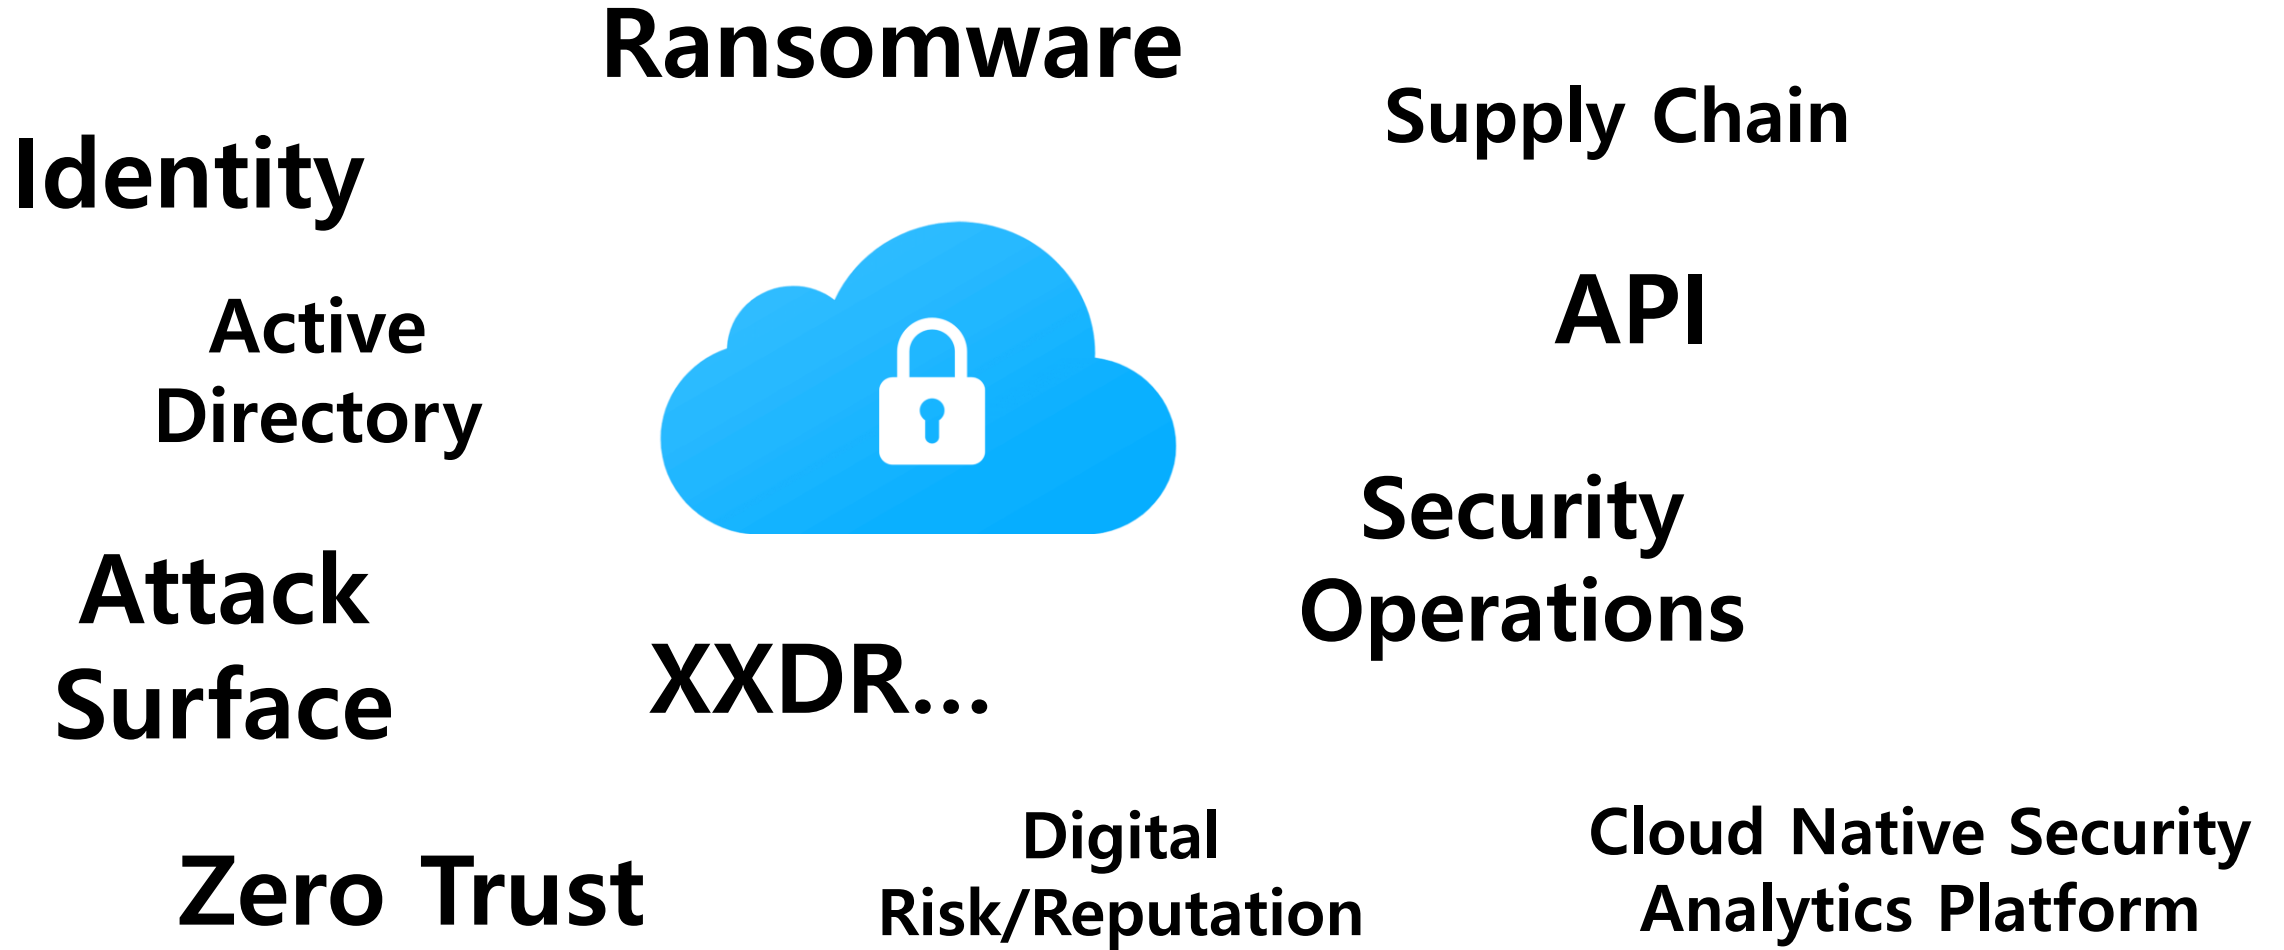 Ransomware
Supply Chain
Identity
Active
Directory
API
Security
Operations
Attack
Surface
XXDR...
Digital
Risk/Reputation
Cloud Native Security
Analytics Platform
Zero Trust